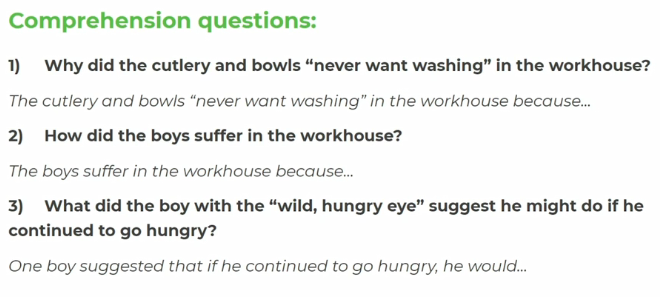 Comprehension questions:
1) Why did the cutlery and bowls “never want washing” in the workhouse?
The cutlery and bowls “never want washing” in the workhouse because...
2) How did the boys suffer in the workhouse?
The boys suffer in the workhouse because...
3) What did the boy with the “wild, hungry eye” suggest he might do if he
continued to go hungry?
One boy suggested that if he continued to go hungry, he would...